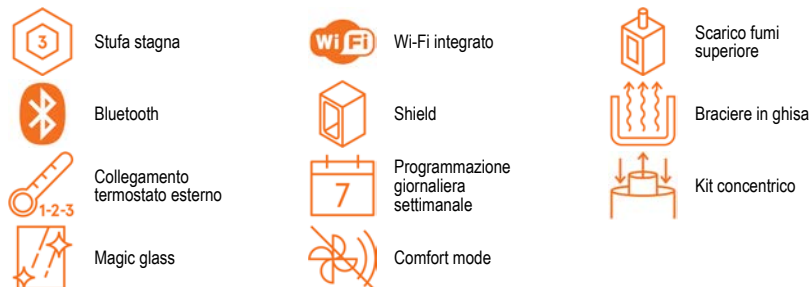 3
Stufa stagna
Wi Fi
Wi-Fi integrato
Scarico fumi
superiore
Bluetooth
Shield
Braciere in ghisa
1-2-3
Collegamento
termostato esterno
7
Programmazione
giornaliera
settimanale
Kit concentrico
Magic glass
Comfort mode